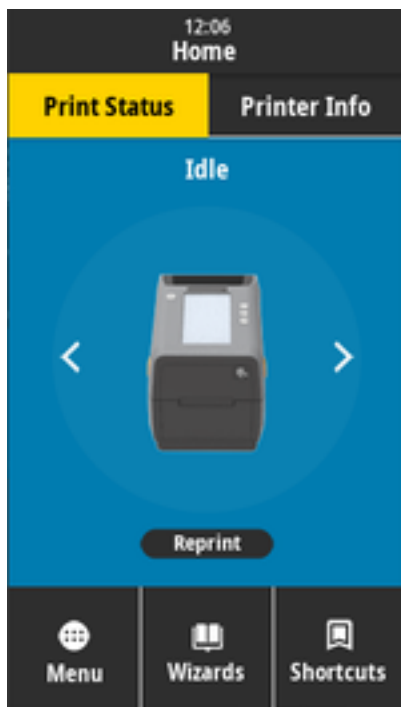 12:06
Home
Print Status Printer Info
Idle
Reprint
Menu Wizards Shortcuts